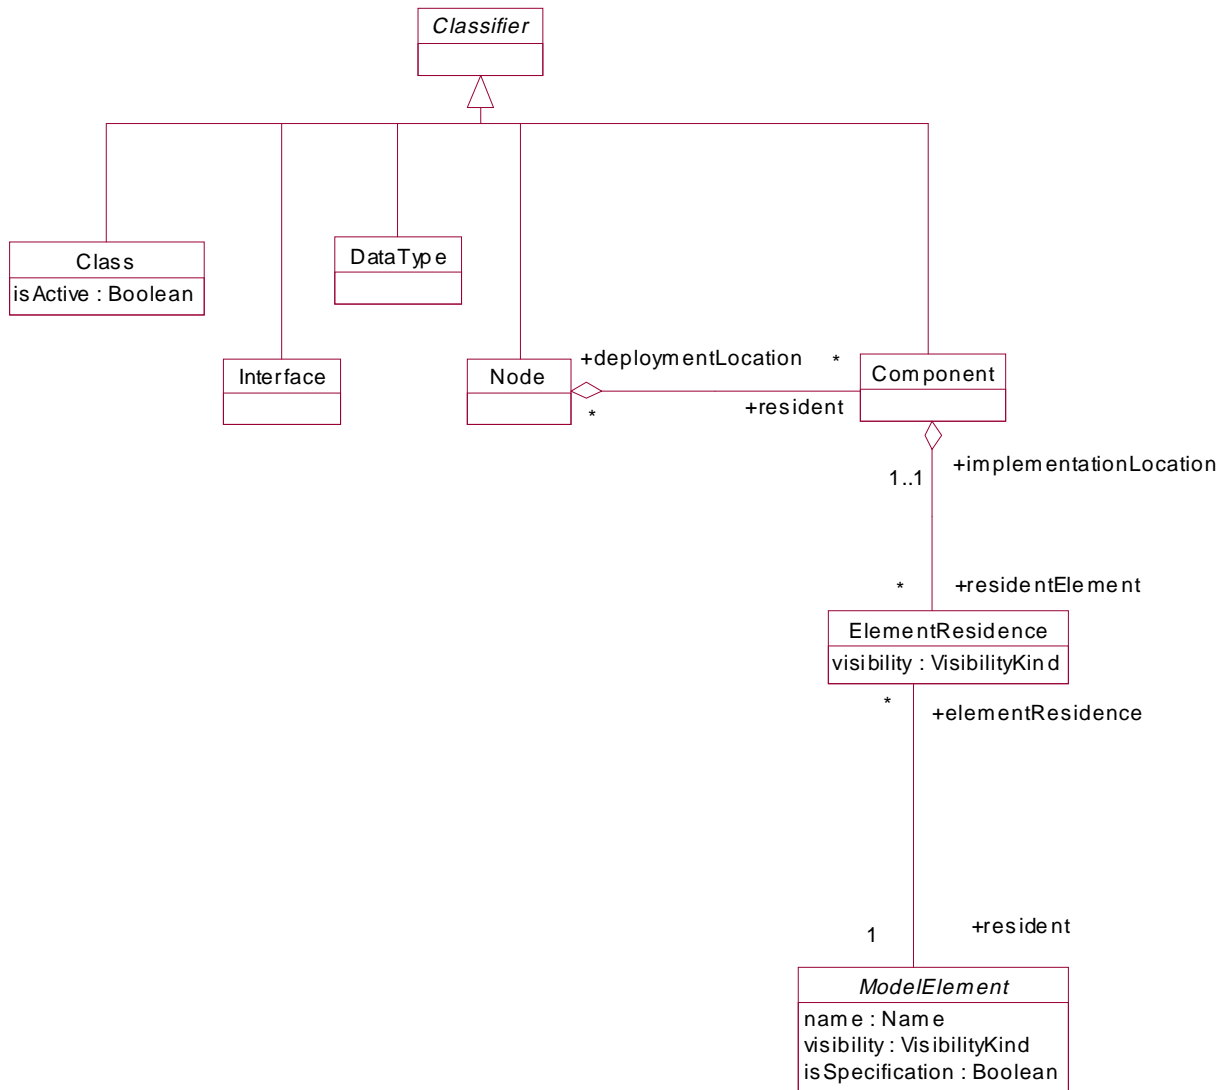 Classifier
Class
isActive : Boolean
DataType
Interface
Node
+deploymentLocation
*
*
+resident
Component
+implementationLocation
1..1
*
+residentElement
ElementResidence
visibility : VisibilityKind
*
+elementResidence
+resident
1
ModelElement
name : Name
visibility : VisibilityKind
isSpecification : Boolean